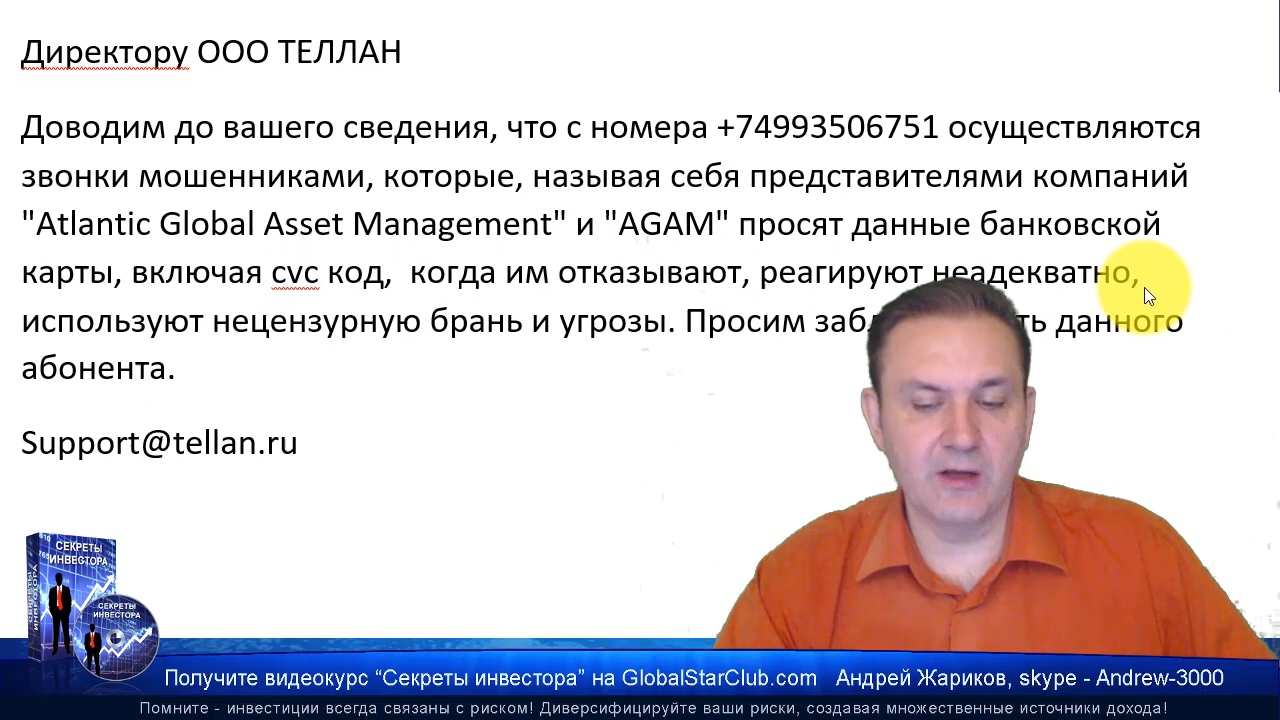 Директору ООО ТЕЛЛАН
Доводим до вашего сведения, что с номера +74993506751 осуществляются
звонки мошенниками, которые, называя себя представителями компаний
"Atlantic Global Asset Management" и "AGAM" просят данные банковской
карты, включая cvc код,  когда им отказывают, реагируют неадекватно,
используют нецензурную брань и угрозы. Просим данного
абонента.
Support@tellan.ru
СЕКРЕТЫ
ИНВЕСТОРА
СЕКРЕТЫ
ИНВЕСТОРА
Получите видеокурс “Секреты инвестора” на GlobalStarClub.com Андрей Жариков, skype - Andrew-3000
Помните - инвестиции всегда связаны с риском! Диверсифицируйте ваши риски, создавая множественные источники дохода!